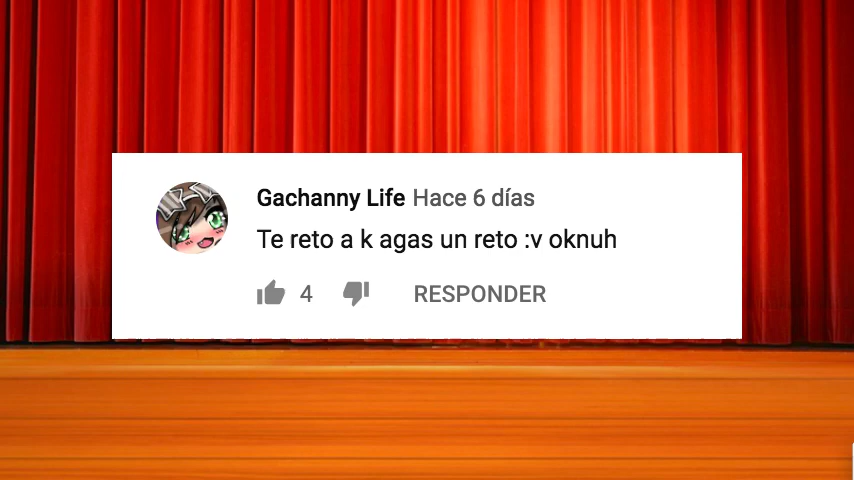 Gachanny Life Hace 6 días
Te reto a k agas un reto :v oknuh
4 RESPONDER